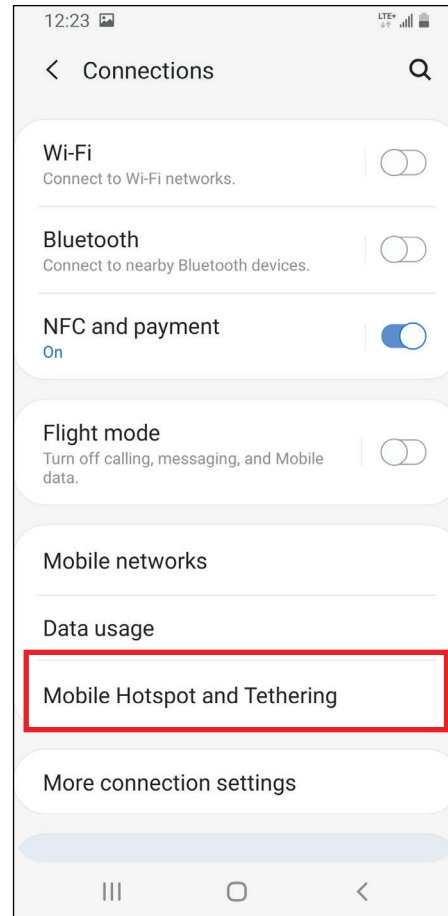 12:23
LTE+
Connections
Wi-Fi
Connect to Wi-Fi networks.
Bluetooth
Connect to nearby Bluetooth devices.
NFC and payment
On
Flight mode
Turn off calling, messaging, and Mobile
data.
Mobile networks
Data usage
Mobile Hotspot and Tethering
More connection settings